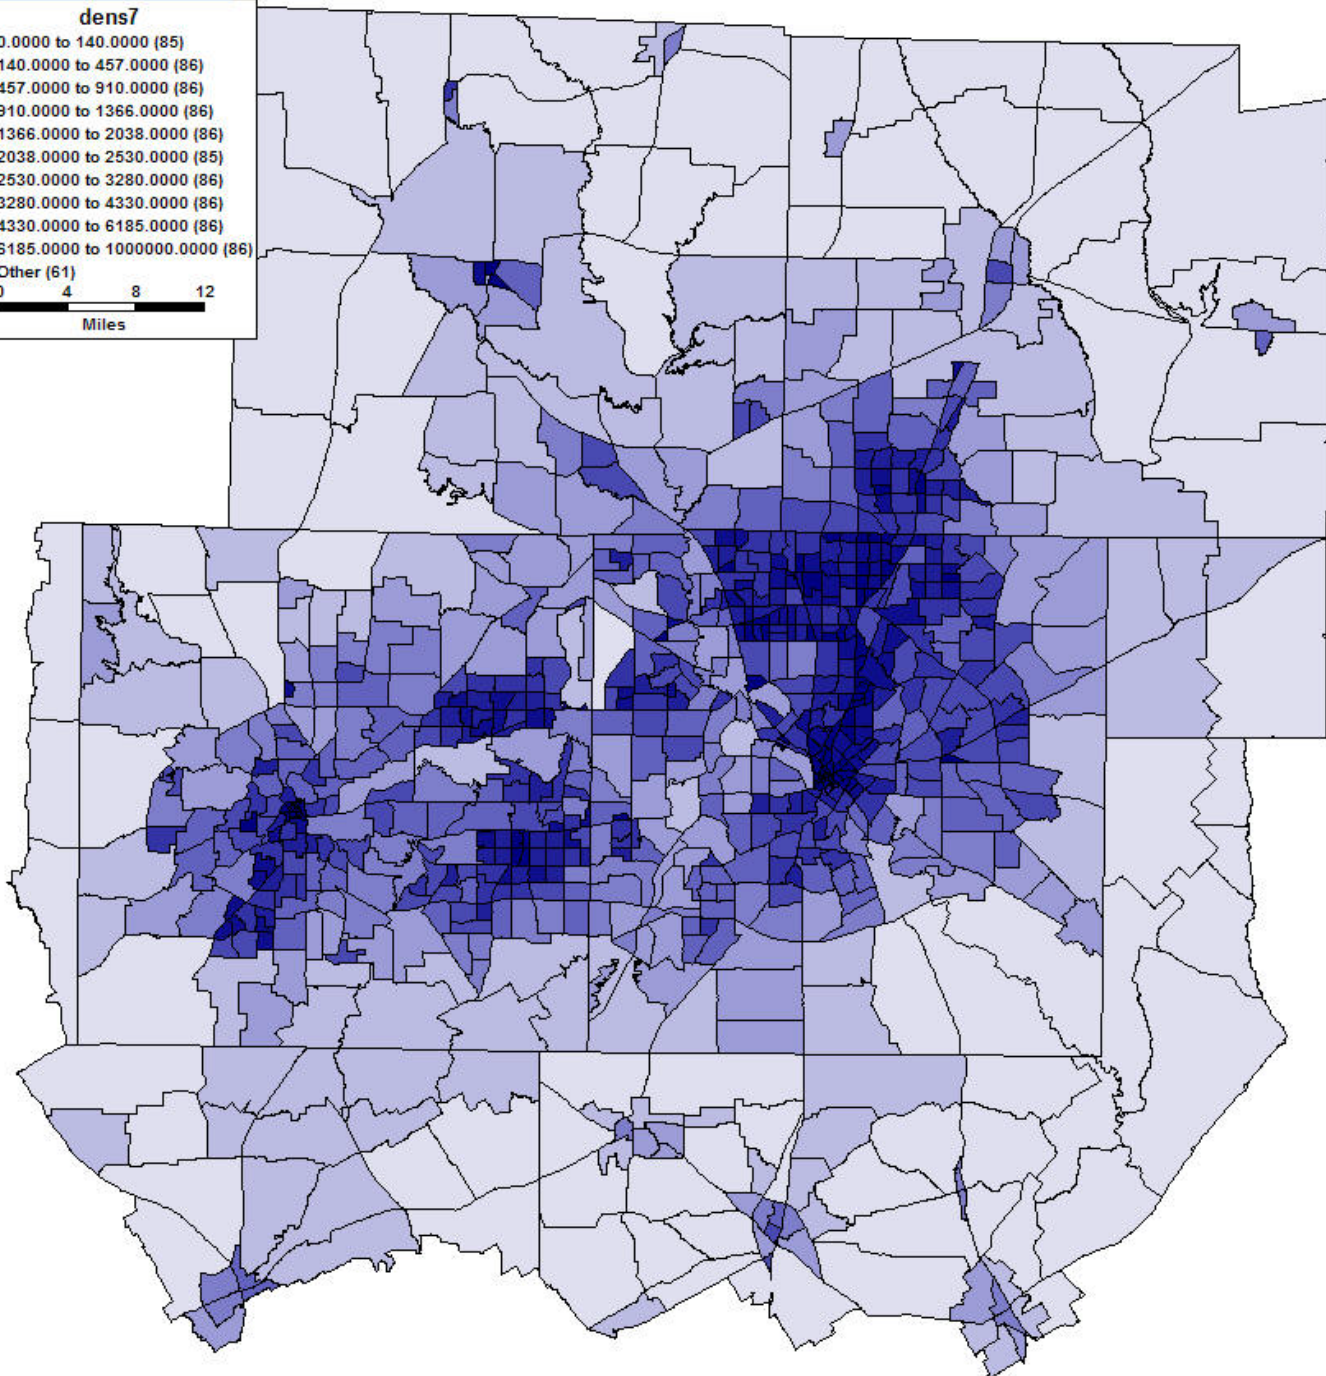 dens7
0.0000 to 140.0000 (85)
140.0000 to 457.0000 (86)
457.0000 to 910.0000 (86)
910.0000 to 1366.0000 (86)
1366.0000 to 2038.0000 (86)
2038.0000 to 2530.0000 (85)
2530.0000 to 3280.0000 (86)
3280.0000 to 4330.0000 (86)
4330.0000 to 6185.0000 (86)
6185.0000 to 1000000.0000 (86)
Other (61)
0 4 8 12
Miles